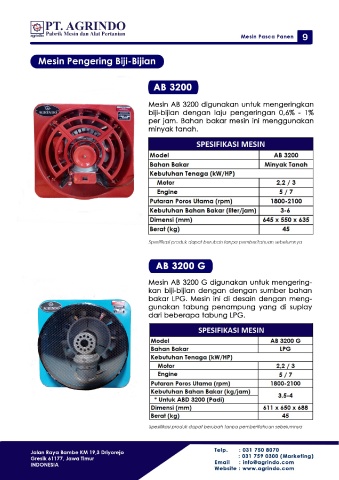 PT. AGRINDO
Pabrik Mesin dan Alat Pertanian
agrindo
Mesin Pasca Panen 9
Mesin Pengering Biji-Bijian
AB 3200
Mesin AB 3200 digunakan untuk mengeringkan
biji-bijian dengan laju pengeringan 0,6% - 1%
per jam. Bahan bakar mesin ini menggunakan
minyak tanah.
SPESIFIKASI MESIN
Model AB 3200
Bahan Bakar Minyak Tanah
Kebutuhan Tenaga (kW/HP)
Motor 2,2 / 3
Engine 5 / 7
Putaran Poros Utama (rpm) 1800-2100
Kebutuhan Bahan Bakar (liter/jam) 3-6
Dimensi (mm) 645 x 550 x 635
Berat (kg) 45
Spesifikasi produk dapat berubah tanpa pemberitahuan sebelumnya
AB 3200 G
Mesin AB 3200 G digunakan untuk mengering-
kan biji-bijian dengan dengan sumber bahan
bakar LPG. Mesin ini di desain dengan meng-
gunakan tabung penampung yang di suplay
dari beberapa tabung LPG.
SPESIFIKASI MESIN
Model AB 3200 G
Bahan Bakar LPG
Kebutuhan Tenaga (kW/HP)
Motor 2,2 / 3
Engine 5 / 7
Putaran Poros Utama (rpm) 1800-2100
Kebutuhan Bahan Bakar (kg/jam)
* Untuk ABD 3200 (Padi) 3,5-4
Dimensi (mm) 611 x 650 x 688
Berat (kg) 45
Spesifikasi produk dapat berubah tanpa pemberitahuan sebelumnya
Jalan Raya Bambe KM 19,3 Driyorejo
Gresik 61177, Jawa Timur
INDONESIA
Telp. : 031 750 8070
: 031 759 0300 (Marketing)
Email : info@agrindo.com
Website : www.agrindo.com